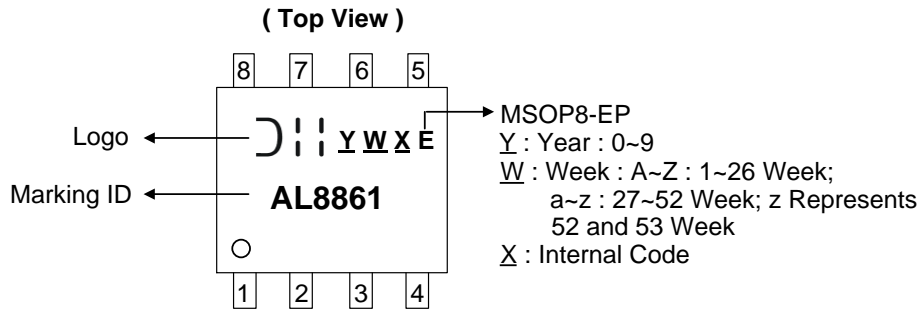 ( Top View )
8 7 6 5
Logo
Y W X E
MSOP8-EP
Y : Year : 0~9
W : Week : A~Z : 1~26 Week;
a~z : 27~52 Week; z Represents
52 and 53 Week
X : Internal Code
Marking ID
AL8861
1 2 3 4